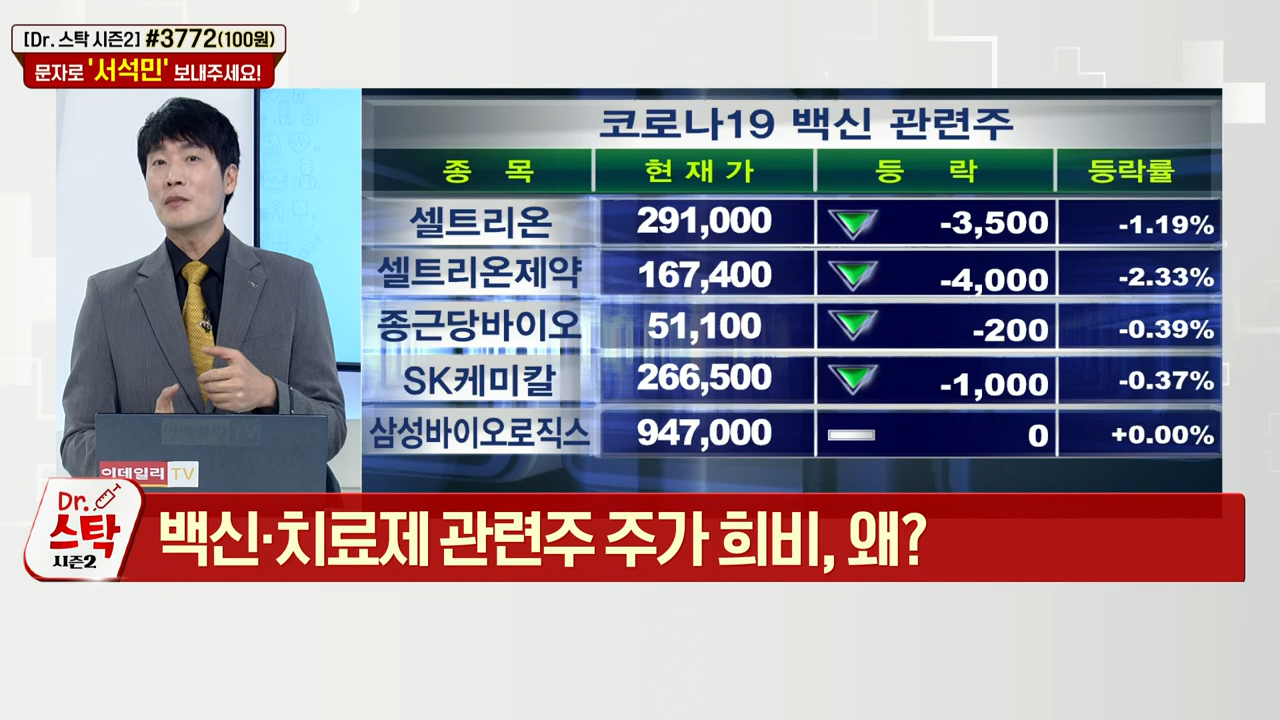 [Dr. 스탁 시즌2] #3772(100원)
문자로 '서석민' 보내주세요!
코로나19 백신 관련주
종 목 현 재 가 등 락 등락률
셀트리온 291,000 -3,500 -1.19%
셀트리온제약 167,400 -4,000 -2.33%
종근당바이오 51,100 -200 -0.39%
SK케미칼 266,500 -1,000 -0.37%
삼성바이오로직스 947,000 0 +0.00%
이데일리 TV
Dr.
스탁
시즌2
백신·치료제 관련주 주가 희비, 왜?